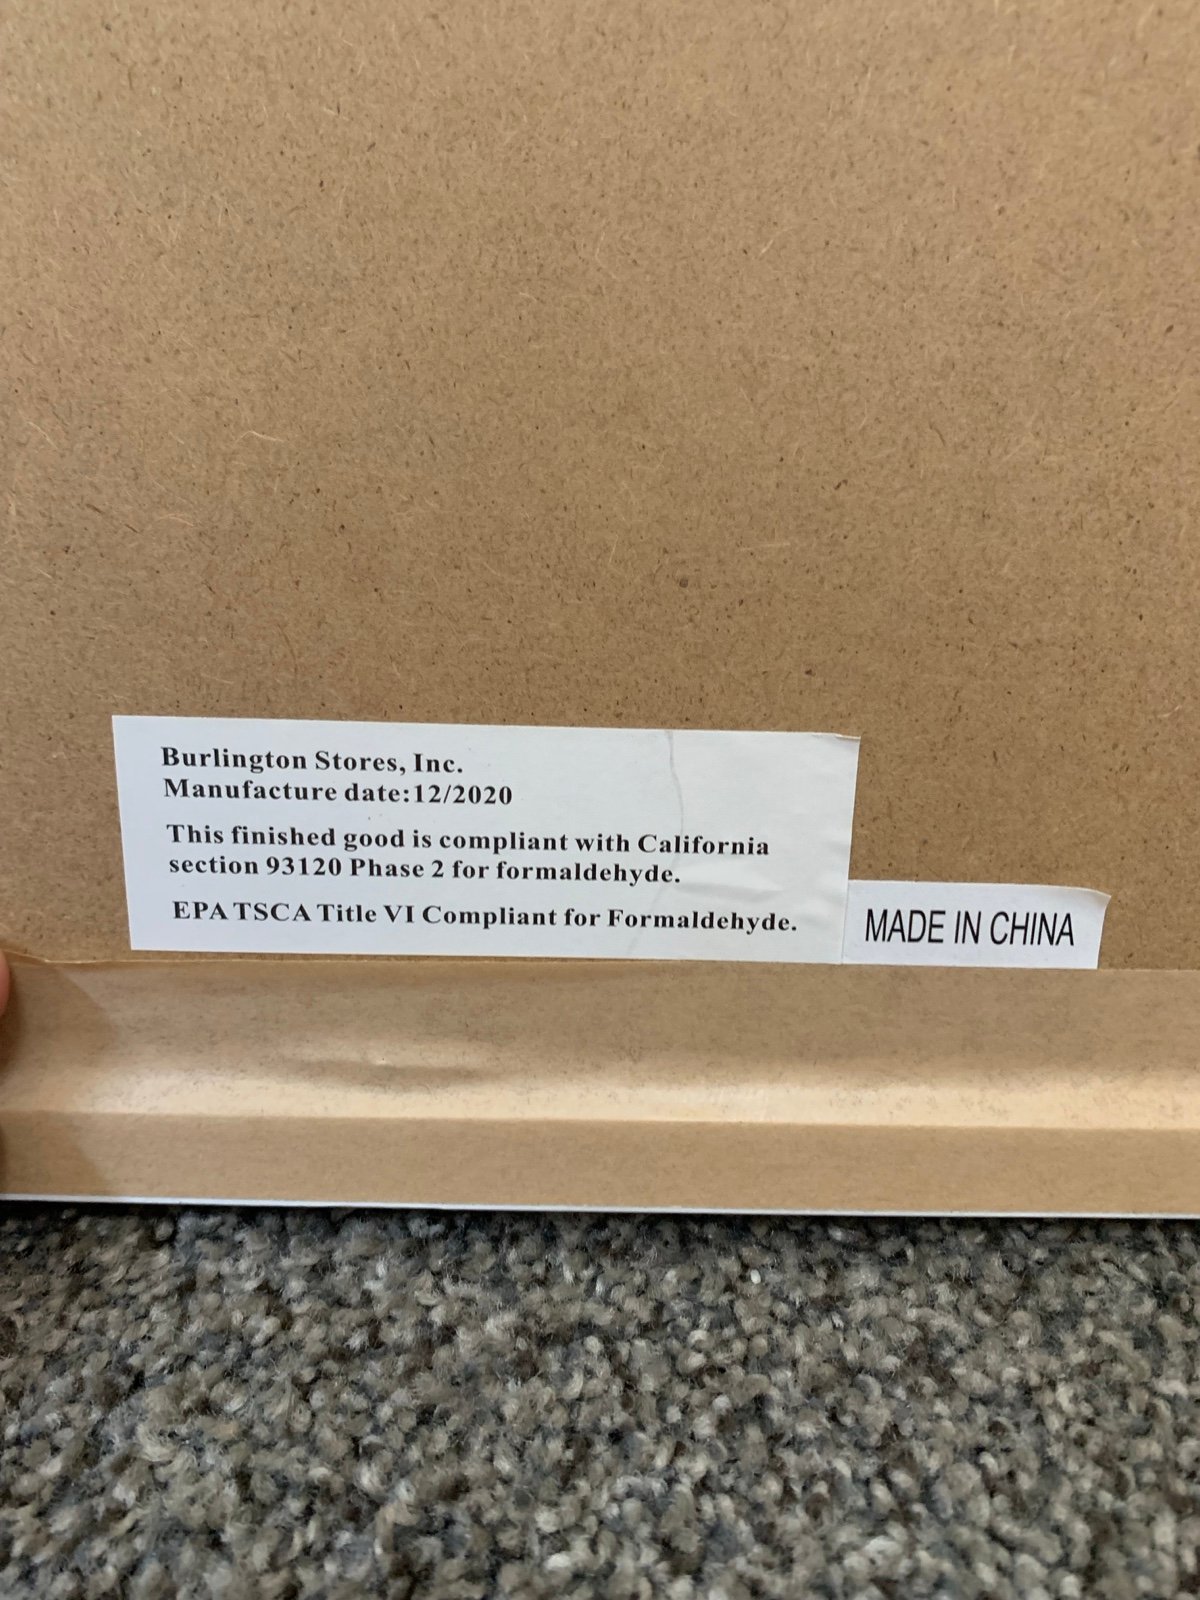 Burlington Stores, Inc.
Manufacture date:12/2020
This finished good is compliant with California
section 93120 Phase 2 for formaldehyde.
EPA TSCA Title VI Compliant for Formaldehyde.
MADE IN CHINA